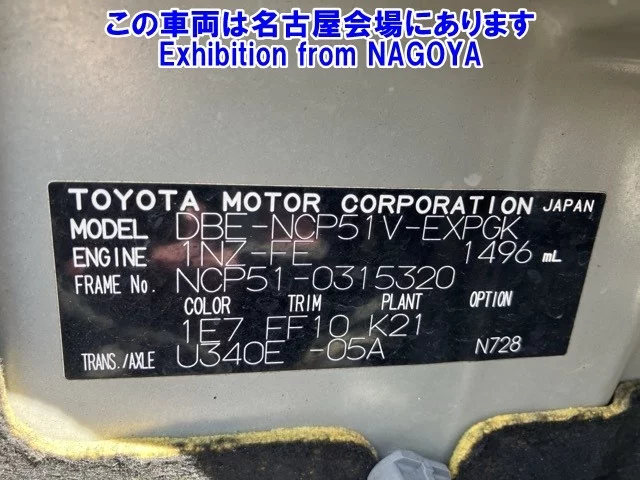 この車両は名古屋会場にあります
Exhibition from NAGOYA
TOYOTA MOTOR CORPORATION JAPAN
MODEL DBE-NCP51V-EXPGK
ENGINE 1NZ-FE 1496 mL
FRAME No. NCP51-0315320
COLOR TRIM PLANT OPTION
1E7 FF10 K21
TRANS./AXLE U340E -05A N728